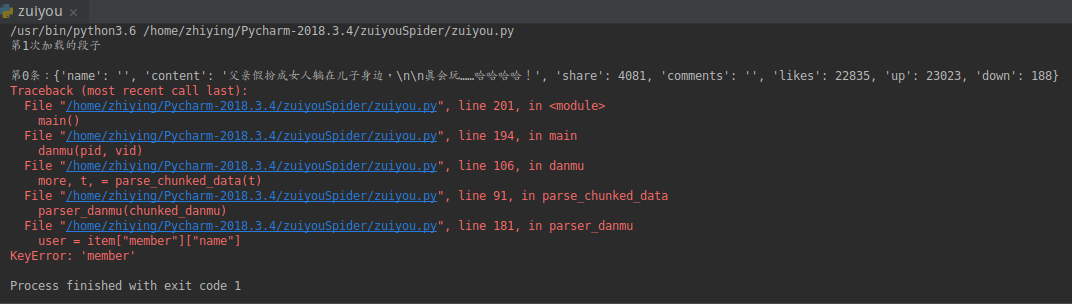 zuiyou
/usr/bin/python3.6 /home/zhiying/Pycharm-2018.3.4/zuiyouSpider/zuiyou.py
第1次加载的段子
第0条：{'name': '', 'content': '父亲假扮成女人躺在儿子身边，\n\n真会玩……哈哈哈哈！', 'share': 4081, 'comments': '', 'likes': 22835, 'up': 23023, 'down': 188}
Traceback (most recent call last):
File "/home/zhiying/Pycharm-2018.3.4/zuiyouSpider/zuiyou.py", line 201, in <module>
main()
File "/home/zhiying/Pycharm-2018.3.4/zuiyouSpider/zuiyou.py", line 194, in main
danmu(pid, vid)
File "/home/zhiying/Pycharm-2018.3.4/zuiyouSpider/zuiyou.py", line 106, in danmu
more, t, = parse_chunked_data(t)
File "/home/zhiying/Pycharm-2018.3.4/zuiyouSpider/zuiyou.py", line 91, in parse_chunked_data
parser_danmu(chunked_danmu)
File "/home/zhiying/Pycharm-2018.3.4/zuiyouSpider/zuiyou.py", line 181, in parser_danmu
user = item["member"]["name"]
KeyError: 'member'
Process finished with exit code 1